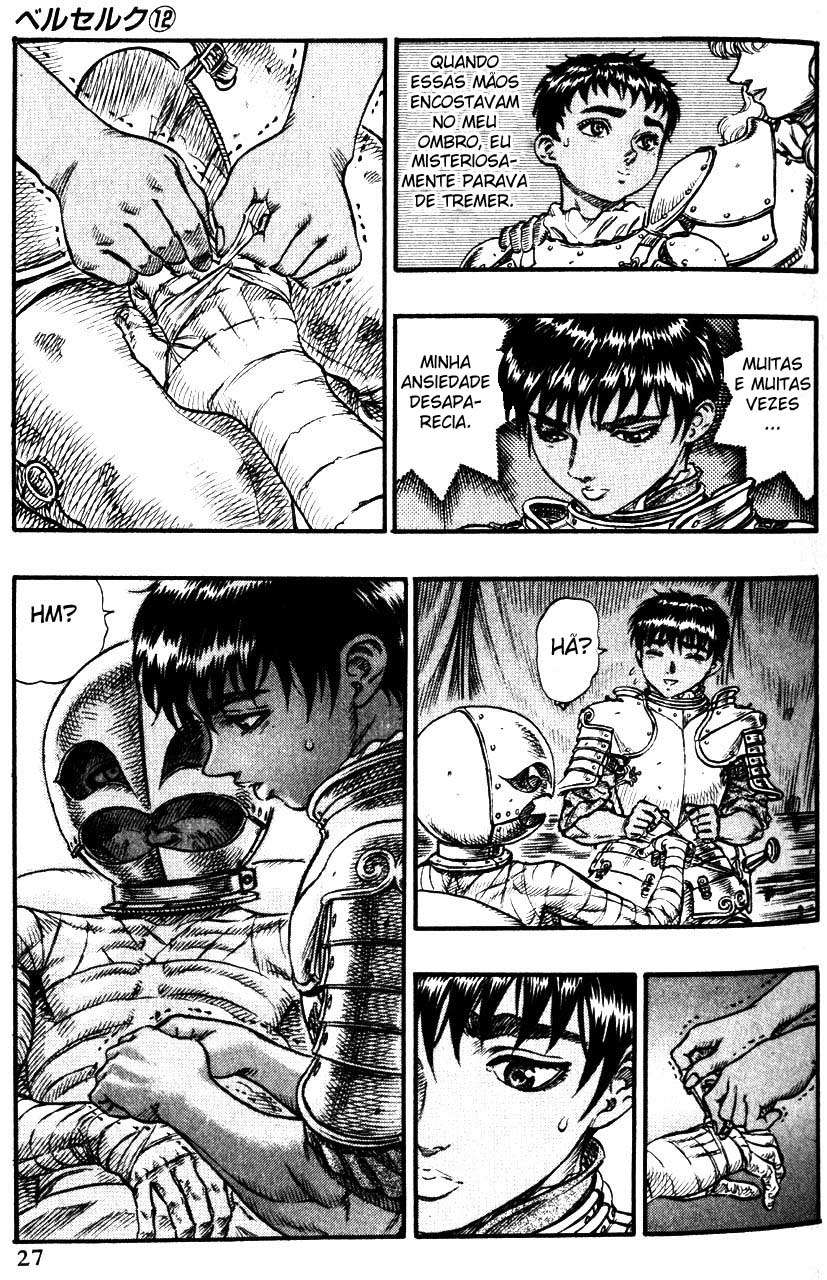 ベルセルク⑫
QUANDO
ESSAS MÃOS
ENCOSTAVAM
NO MEU
OMBRO, EU
MISTERIOSA-
MENTE PARAVA
DE TREMER.
MUITAS
E MUITAS
VEZES
...
MINHA
ANSIEDADE
DESAPA-
RECIA.
HÃ?
HM?
27